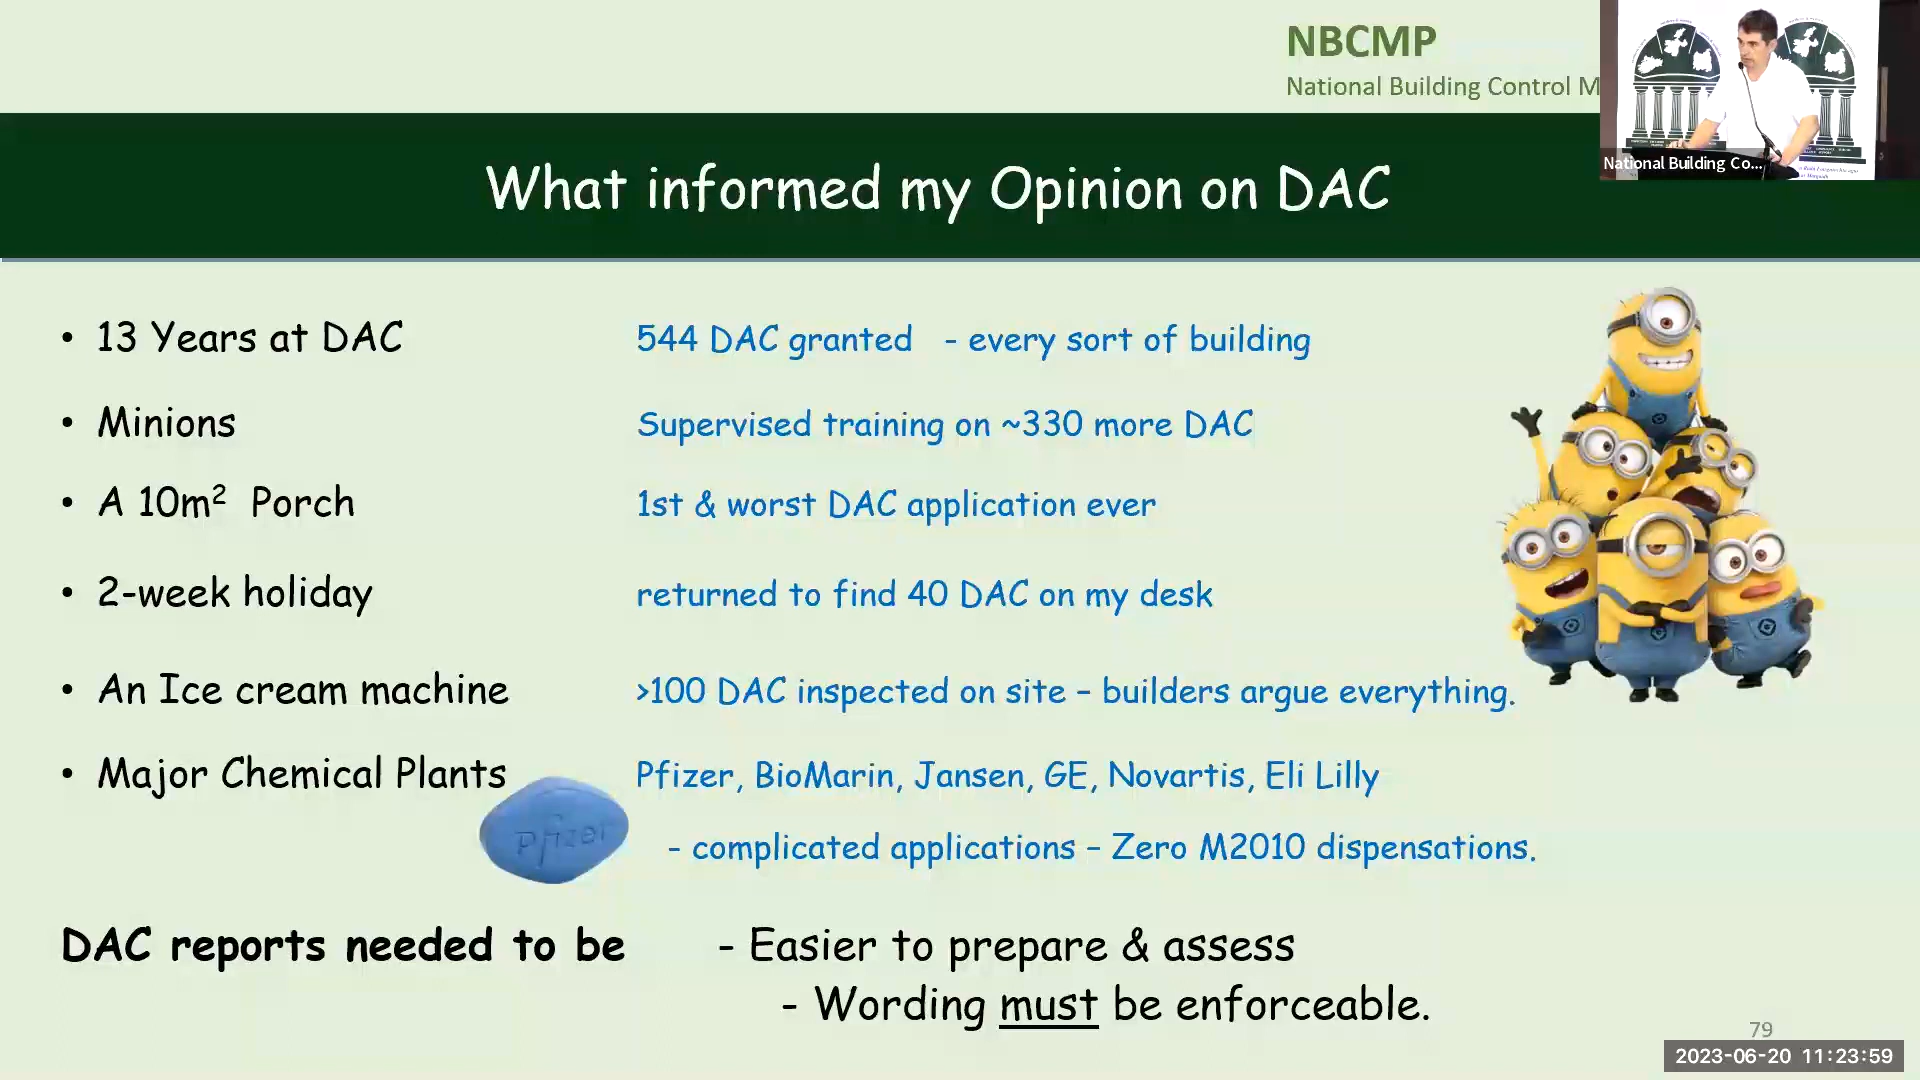 NBCMP
National Building Control M
National Building Co...
What informed my Opinion on DAC
• 13 Years at DAC 544 DAC granted - every sort of building
• Minions Supervised training on ~330 more DAC
• A 10m² Porch 1st & worst DAC application ever
• 2-week holiday returned to find 40 DAC on my desk
• An Ice cream machine >100 DAC inspected on site – builders argue everything.
• Major Chemical Plants Pfizer, BioMarin, Jansen, GE, Novartis, Eli Lilly
Pfizer
- complicated applications – Zero M2010 dispensations.
DAC reports needed to be - Easier to prepare & assess
- Wording must be enforceable.
79
2023-06-20 11:23:59